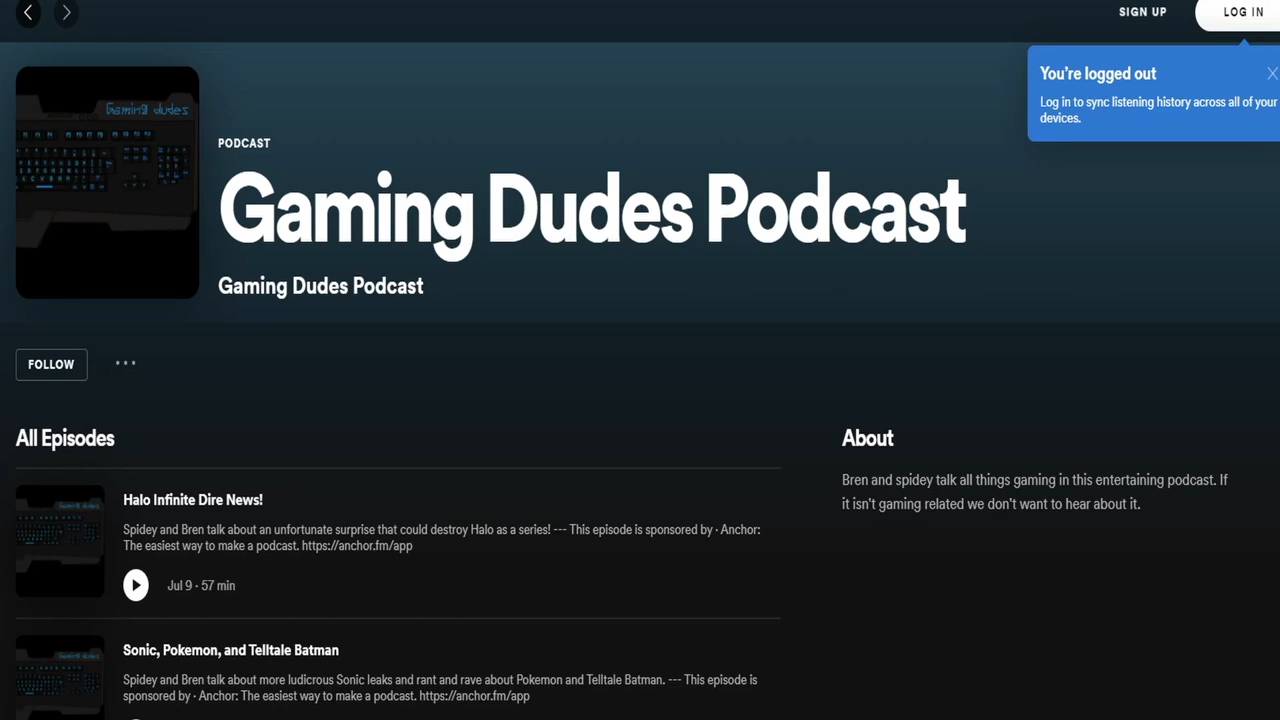 SIGN UP
LOG IN
You're logged out
X
Log in to sync listening history across all of your
devices.
Gaming dudes
PODCAST
Gaming Dudes Podcast
Gaming Dudes Podcast
FOLLOW
All Episodes
About
Bren and spidey talk all things gaming in this entertaining podcast. If
it isn't gaming related we don't want to hear about it.
Halo Infinite Dire News!
Spidey and Bren talk about an unfortunate surprise that could destroy Halo as a series! --- This episode is sponsored by · Anchor:
The easiest way to make a podcast. https://anchor.fm/app
Jul 9 · 57 min
Gaming dudes
Sonic, Pokemon, and Telltale Batman
Spidey and Bren talk about more ludicrous Sonic leaks and rant and rave about Pokemon and Telltale Batman. --- This episode is
sponsored by · Anchor: The easiest way to make a podcast. https://anchor.fm/app
Gaming dudes